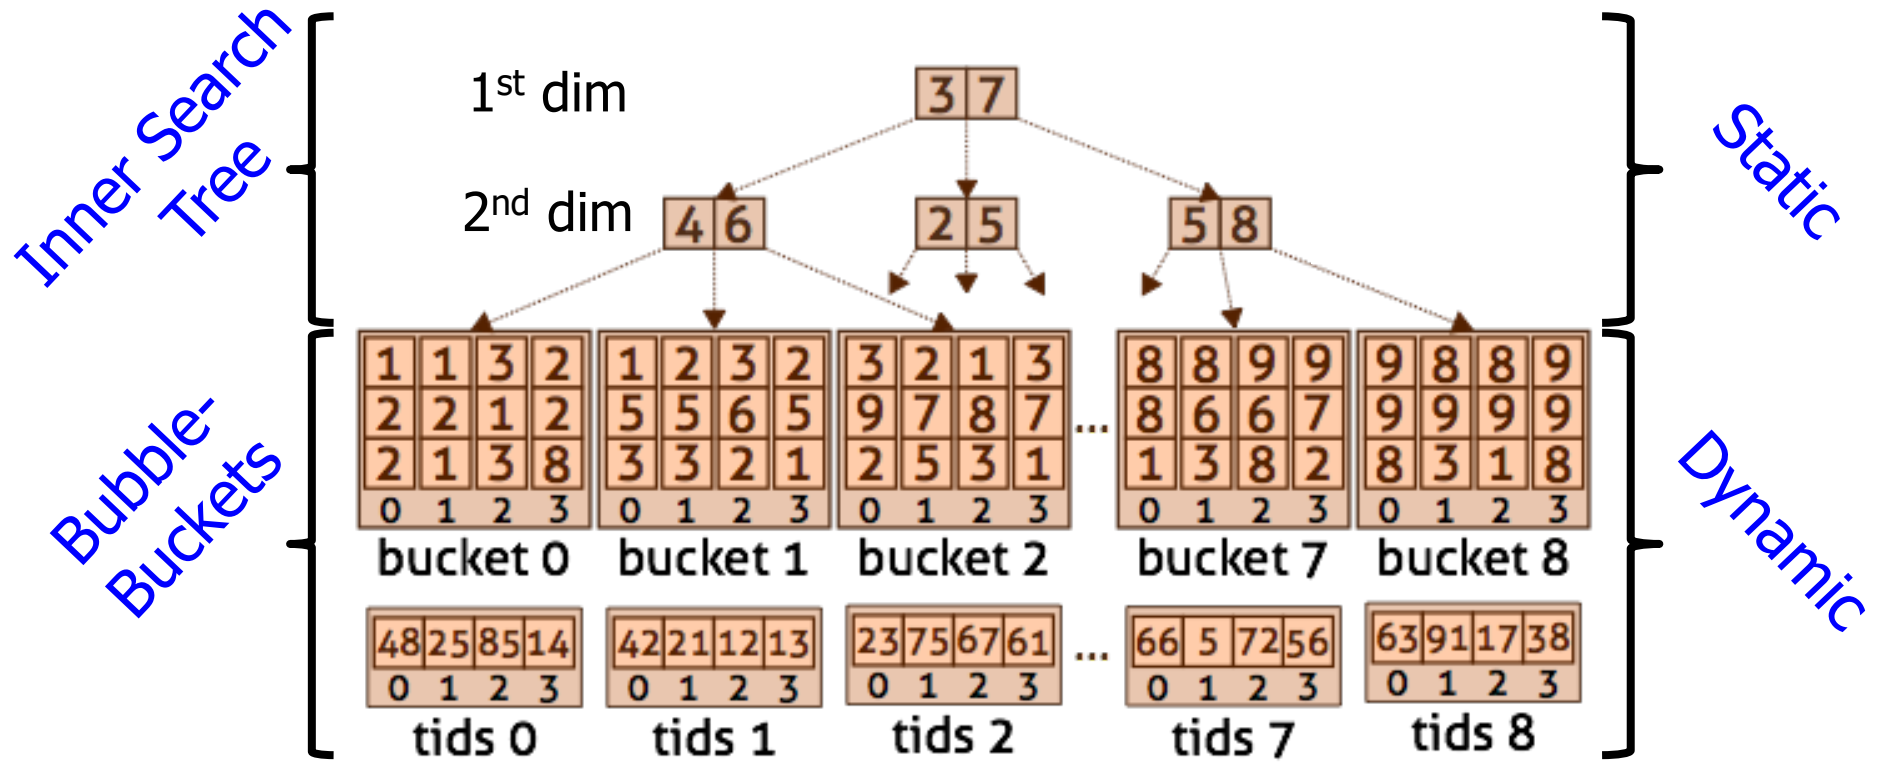 Inner Search
Tree
1st dim
3 7
Static
2nd dim
4 6
2 5
5 8
Bubble-
Buckets
1 1 3 2
2 2 1 2
2 1 3 8
0 1 2 3
bucket 0
1 2 3 2
5 5 6 5
3 3 2 1
0 1 2 3
bucket 1
3 2 1 3
9 7 8 7
2 5 3 1
0 1 2 3
bucket 2
...
8 8 9 9
8 6 6 7
1 3 8 2
0 1 2 3
bucket 7
9 8 8 9
9 9 9 9
8 3 1 8
0 1 2 3
bucket 8
Dynamic
48 25 85 14
0 1 2 3
tids 0
42 21 12 13
0 1 2 3
tids 1
23 75 67 61
0 1 2 3
tids 2
...
66 5 72 56
0 1 2 3
tids 7
63 91 17 38
0 1 2 3
tids 8